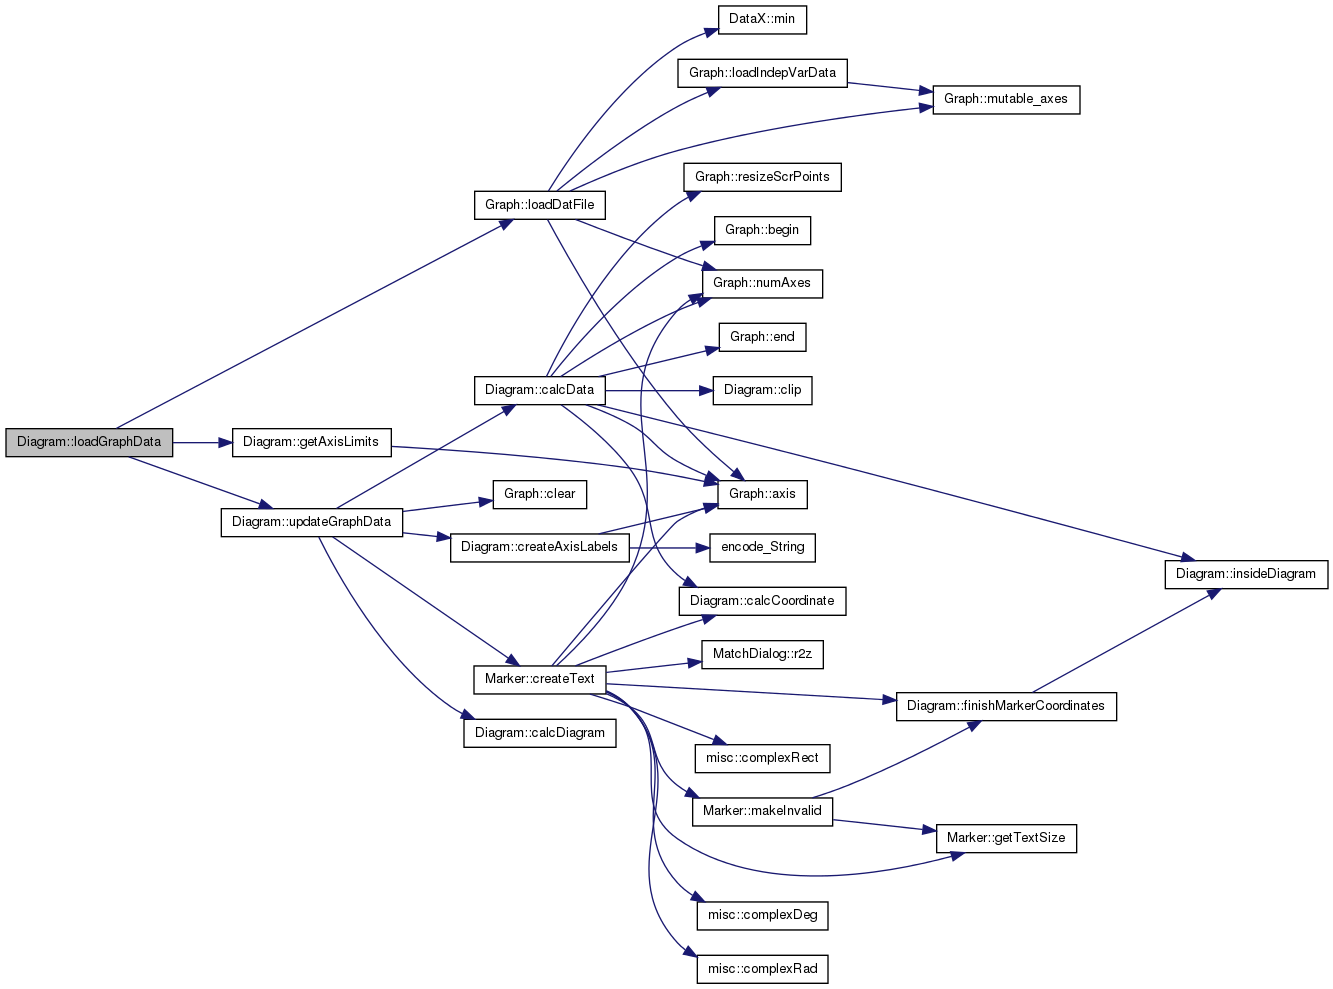 DataX::min
Graph::loadIndepVarData
Graph::mutable_axes
Graph::resizeScrPoints
Graph::loadDatFile
Graph::begin
Graph::numAxes
Graph::end
Diagram::calcData
Diagram::clip
Diagram::loadGraphData
Diagram::getAxisLimits
Graph::clear
Graph::axis
Diagram::updateGraphData
Diagram::createAxisLabels
encode_String
Diagram::insideDiagram
Diagram::calcCoordinate
MatchDialog::r2z
Marker::createText
Diagram::finishMarkerCoordinates
Diagram::calcDiagram
misc::complexRect
Marker::makeInvalid
Marker::getTextSize
misc::complexDeg
misc::complexRad